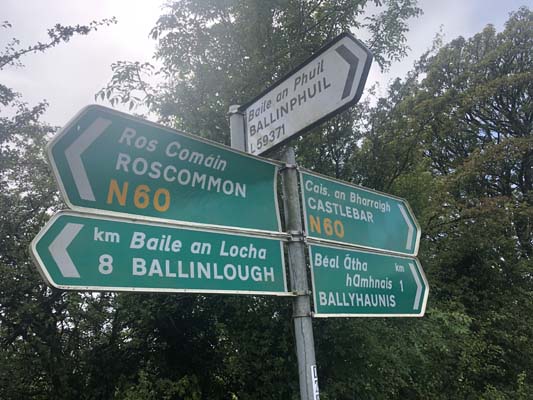 Baile an Phuil
BALLINPHUIL
L59371
Ros Comáin
ROSCOMMON
N60
km Baile an Locha
8 BALLINLOUGH
Cais. an Bharraigh
CASTLEBAR
N60
Béal Átha km
hAmhnais 1
BALLYHAUNIS